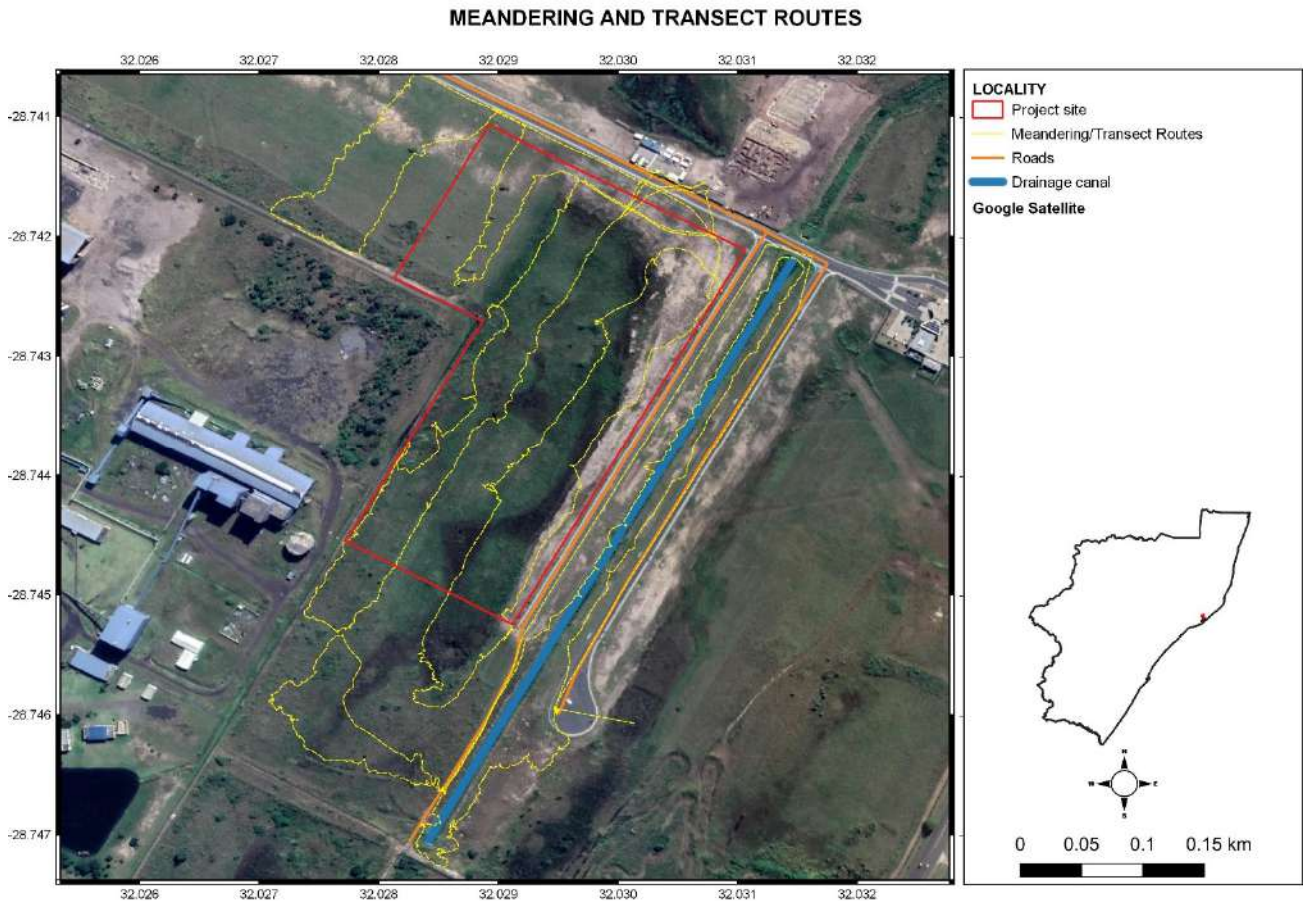 MEANDERING AND TRANSECT ROUTES
32.026 32.027 32.028 32.029 32.030 32.031 32.032
-28.741
-28.742
-28.743
-28.744
-28.745
-28.746
-28.747
32.026 32.027 32.028 32.029 32.030 32.031 32.032
LOCALITY
Project site
Meandering/Transect Routes
Roads
Drainage canal
Google Satellite
N
W E
S
0 0.05 0.1 0.15 km